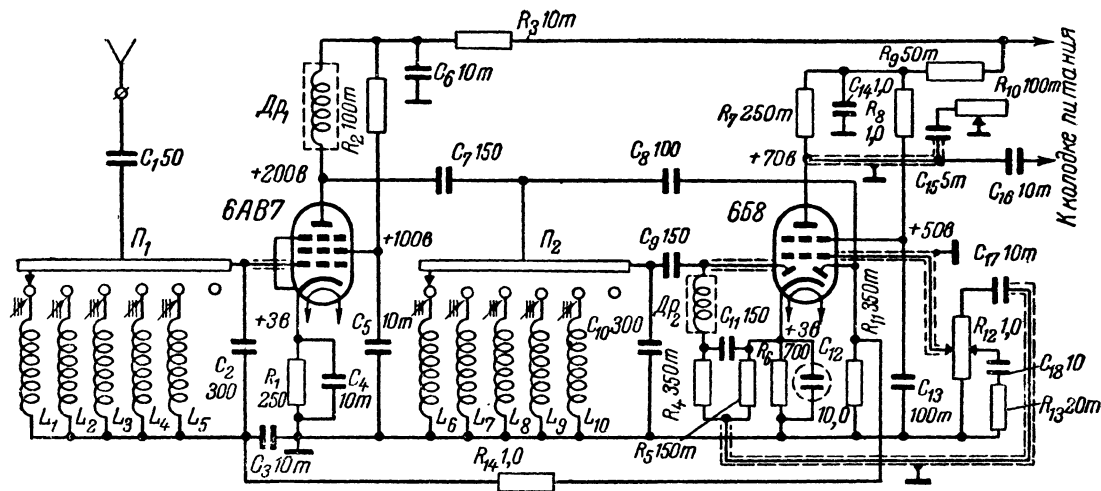 R₃ 10т
К колодке питания
R₉ 50т
R₁₀ 100т
C₆ 10т
Др₁
R₂ 100т
C₁₄ 1,0
R₇ 250т
R₈ 1,0
C₁ 50
C₇ 150
C₈ 100
+70в
C₁₅ 5т
C₁₆ 10т
+200в
6АВ7
6Б8
П₁
+100в
П₂
C₉ 150
+50в
C₁₇ 10т
Др₂
C₁₁ 150
R₁₁ 350т
+3в
C₅ 10т
C₁₀ 300
+3в
R₁₂ 1,0
C₂ 300
R₁ 250
C₄ 10т
R₆ 700
C₁₂ 10,0
C₁₈ 10
R₄ 350т
C₁₃ 100т
R₁₃ 20т
L₁ L₂ L₃ L₄ L₅
L₆ L₇ L₈ L₉ L₁₀
R₅ 150т
C₃ 10т
R₁₄ 1,0